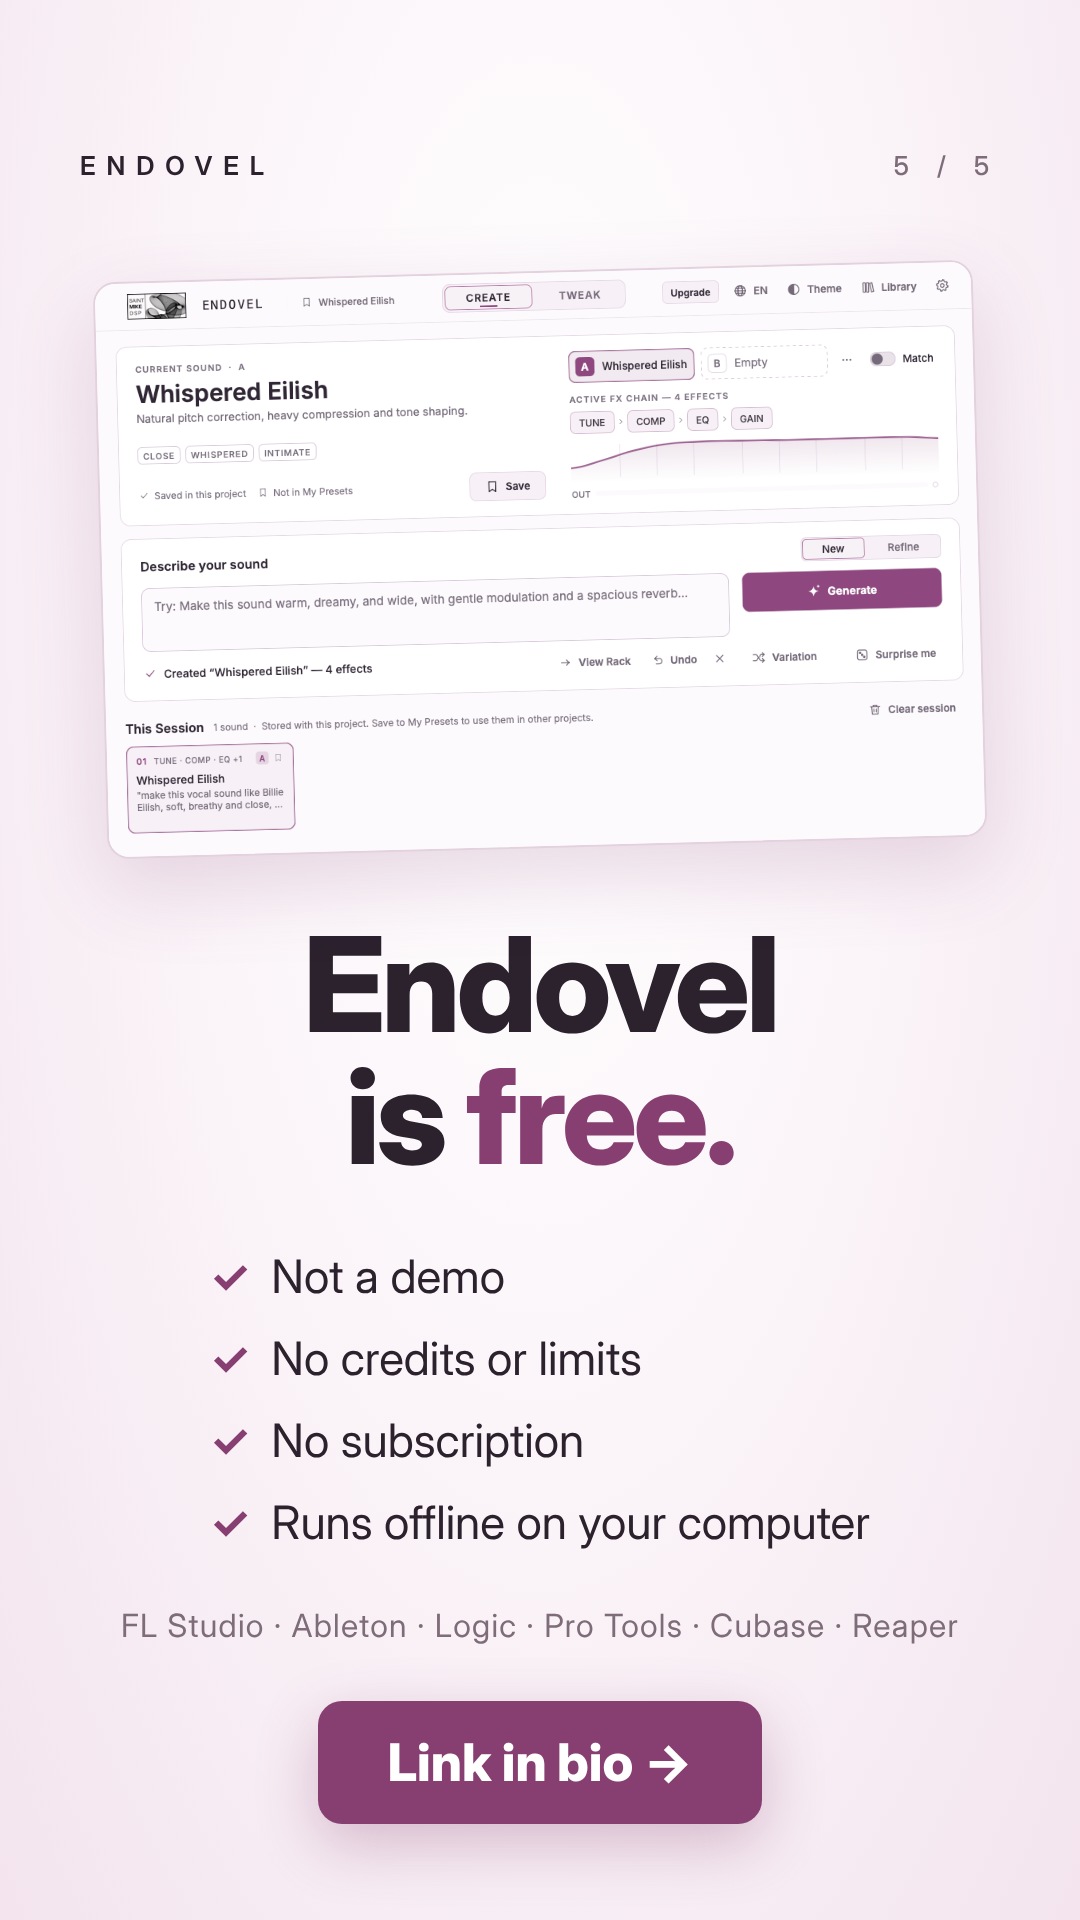 ENDOVEL
5 / 5
SAINT
MIKE
DSP
ENDOVEL
Whispered Eilish
CREATE
TWEAK
Upgrade
EN
Theme
Library
CURRENT SOUND · A
Whispered Eilish
Natural pitch correction, heavy compression and tone shaping.
CLOSE
WHISPERED
INTIMATE
Saved in this project
Not in My Presets
Save
A Whispered Eilish
B Empty
...
Match
ACTIVE FX CHAIN — 4 EFFECTS
TUNE › COMP › EQ › GAIN
OUT
Describe your sound
New
Refine
Try: Make this sound warm, dreamy, and wide, with gentle modulation and a spacious reverb...
Generate
Created “Whispered Eilish” — 4 effects
View Rack
Undo
Variation
Surprise me
This Session
1 sound · Stored with this project. Save to My Presets to use them in other projects.
Clear session
01 TUNE · COMP · EQ +1 A
Whispered Eilish
"make this vocal sound like Billie
Eilish, soft, breathy and close, ...
Endovel
is free.
Not a demo
No credits or limits
No subscription
Runs offline on your computer
FL Studio · Ableton · Logic · Pro Tools · Cubase · Reaper
Link in bio →